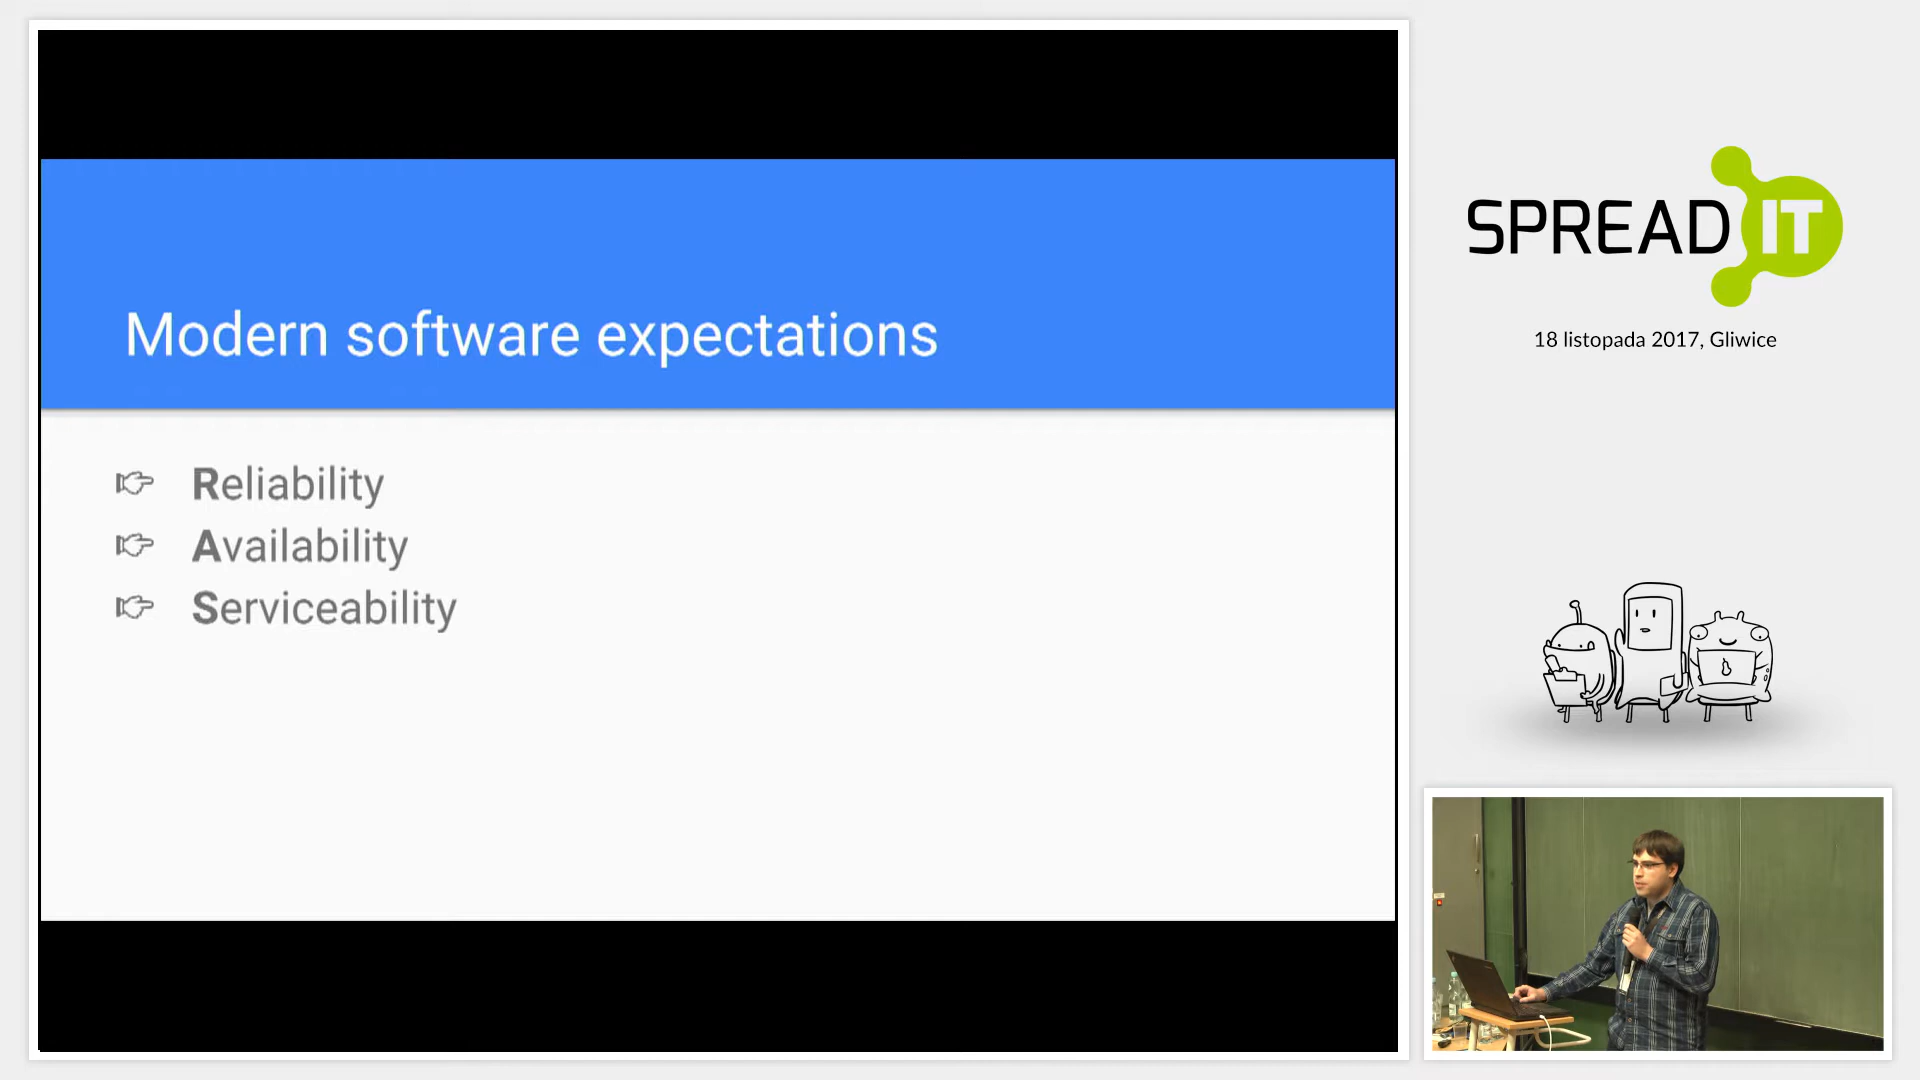 Modern software expectations
Reliability
Availability
Serviceability
SPREAD IT
18 listopada 2017, Gliwice